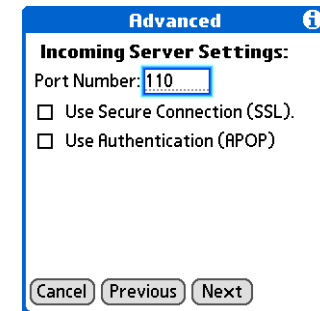 Advanced
Incoming Server Settings:
Port Number: 110
Use Secure Connection (SSL).
Use Authentication (APOP)
Cancel Previous Next